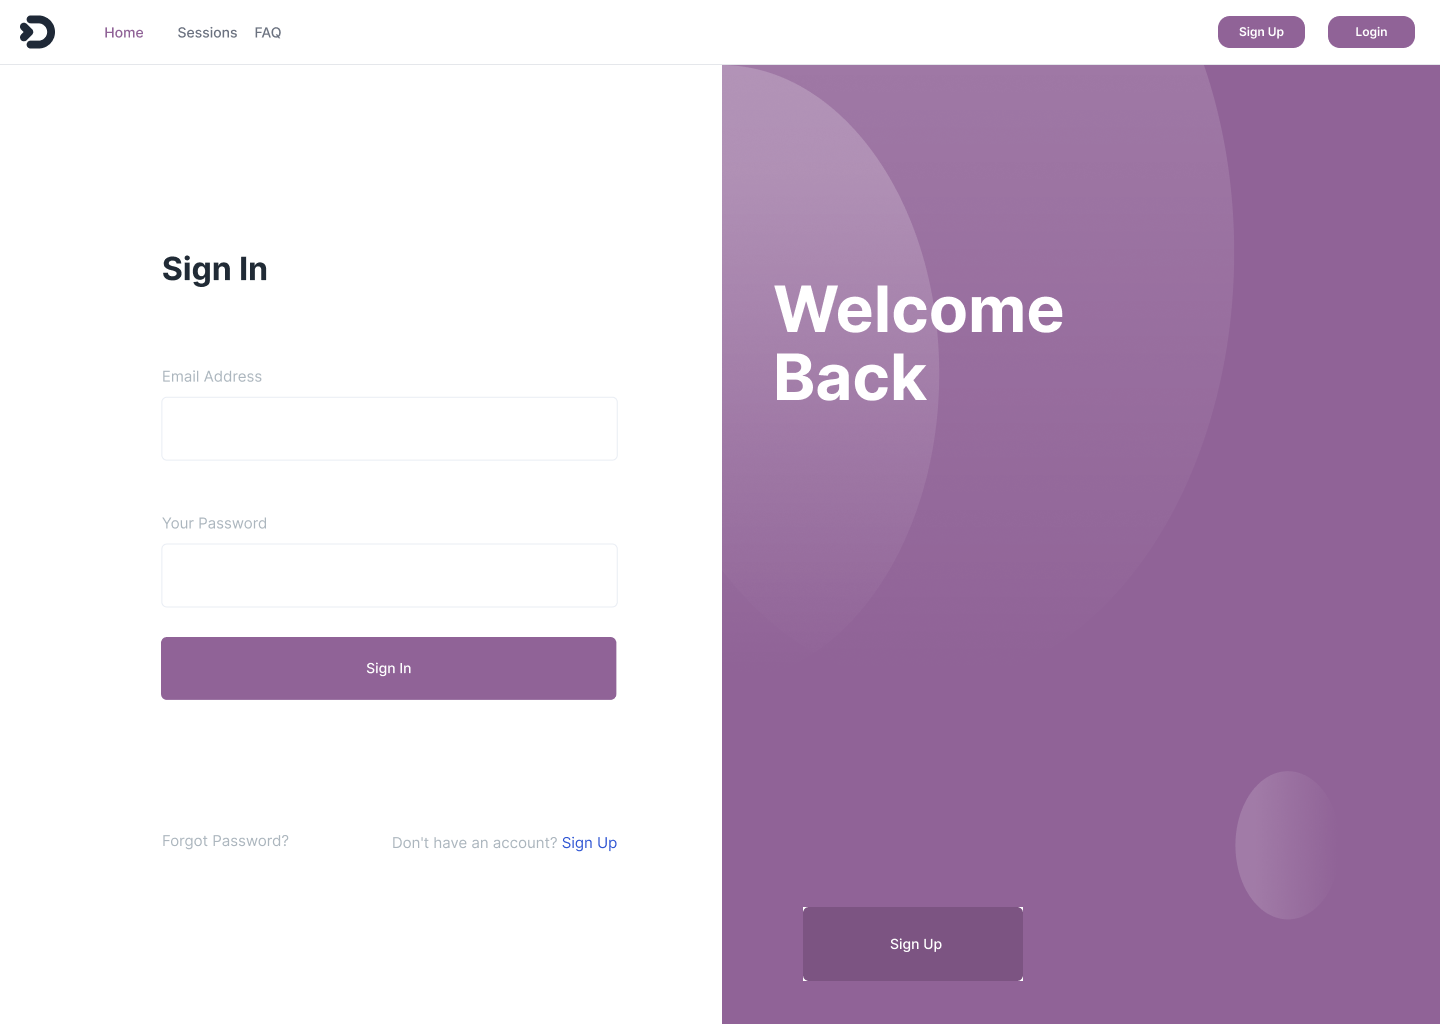 Home Sessions FAQ Sign Up Login
Sign In
Email Address
Your Password
Sign In
Forgot Password?
Don't have an account? Sign Up
Welcome
Back
Sign Up